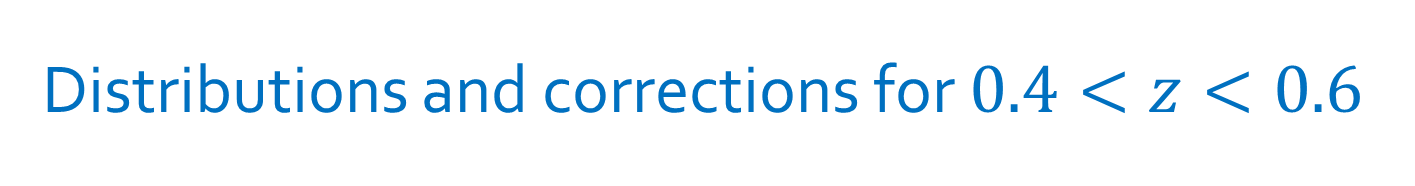 Distributions and corrections for 0.4 < z < 0.6